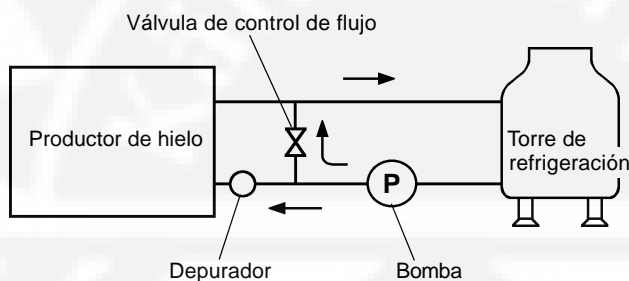 Válvula de control de flujo
Productor de hielo
Torre de
refrigeración
P
Depurador
Bomba